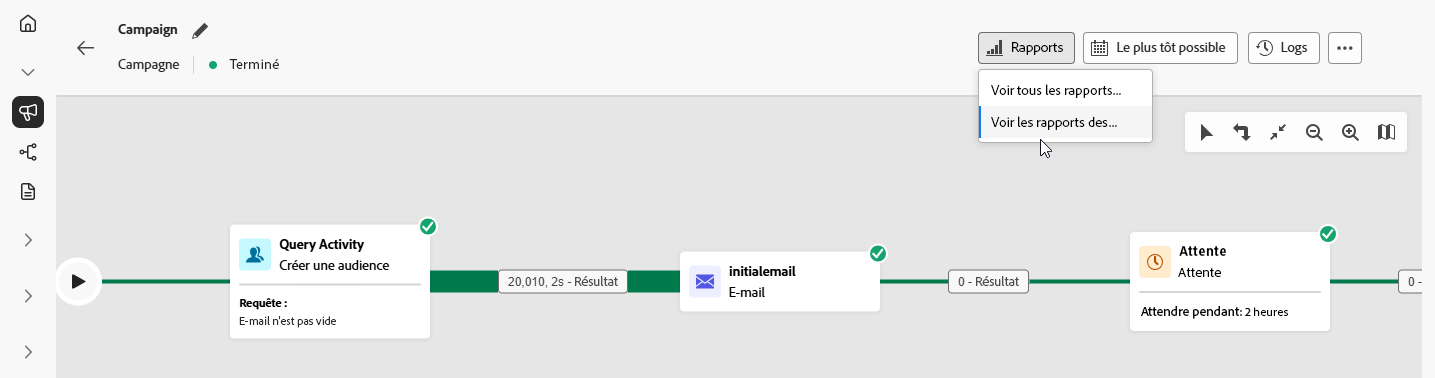 Campaign
Campagne
Terminé
Rapports
Le plus tôt possible
Logs
Voir tous les rapports...
Voir les rapports des...
Query Activity
Créer une audience
Requête :
E-mail n'est pas vide
20,010, 2s - Résultat
initialemail
E-mail
0 - Résultat
Attente
Attente
Attendre pendant: 2 heures
0 -